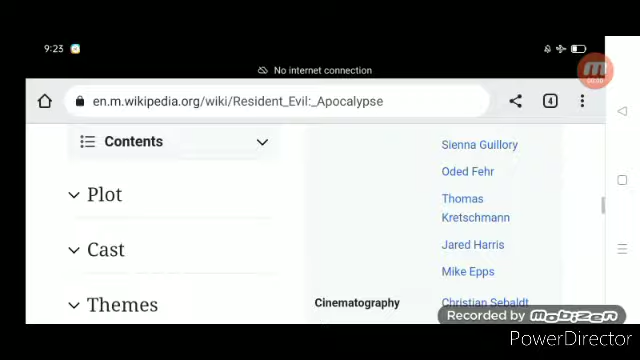 9:23
No internet connection
en.m.wikipedia.org/wiki/Resident_Evil:_Apocalypse
4
Contents
Sienna Guillory
Oded Fehr
Plot
Thomas
Kretschmann
Cast
Jared Harris
Mike Epps
Themes
Cinematography
Christian Sebaldt
Recorded by Mobizen
PowerDirector